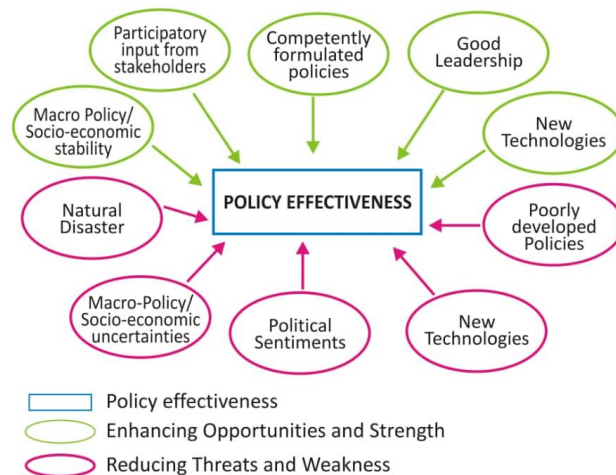 Participatory
input from
stakeholders
Competently
formulated
policies
Good
Leadership
Macro Policy/
Socio-economic
stability
New
Technologies
POLICY EFFECTIVENESS
Natural
Disaster
Poorly
developed
Policies
Macro-Policy/
Socio-economic
uncertainties
Political
Sentiments
New
Technologies
Policy effectiveness
Enhancing Opportunities and Strength
Reducing Threats and Weakness